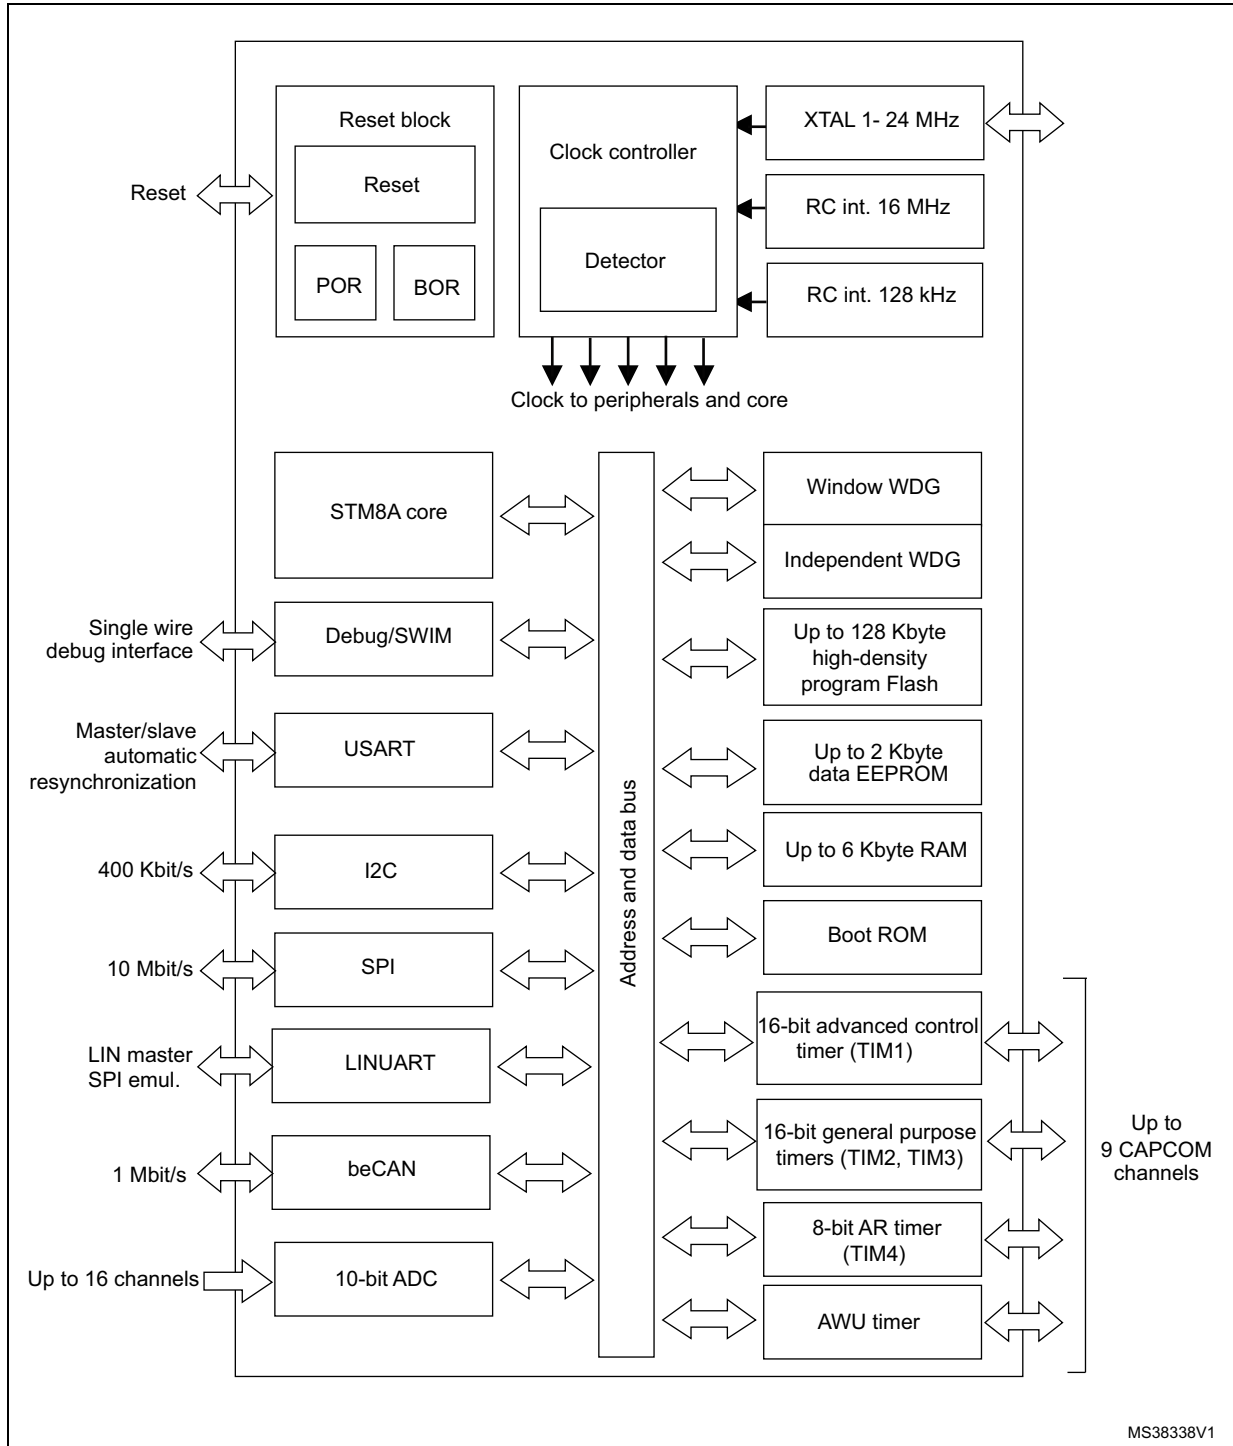 Reset block
Reset
POR
BOR
Reset
Clock controller
Detector
XTAL 1- 24 MHz
RC int. 16 MHz
RC int. 128 kHz
Clock to peripherals and core
STM8A core
Single wire
debug interface
Debug/SWIM
Master/slave
automatic
resynchronization
USART
400 Kbit/s
I2C
10 Mbit/s
SPI
LIN master
SPI emul.
LINUART
1 Mbit/s
beCAN
Up to 16 channels
10-bit ADC
Address and data bus
Window WDG
Independent WDG
Up to 128 Kbyte
high-density
program Flash
Up to 2 Kbyte
data EEPROM
Up to 6 Kbyte RAM
Boot ROM
16-bit advanced control
timer (TIM1)
16-bit general purpose
timers (TIM2, TIM3)
8-bit AR timer
(TIM4)
AWU timer
Up to
9 CAPCOM
channels
MS38338V1